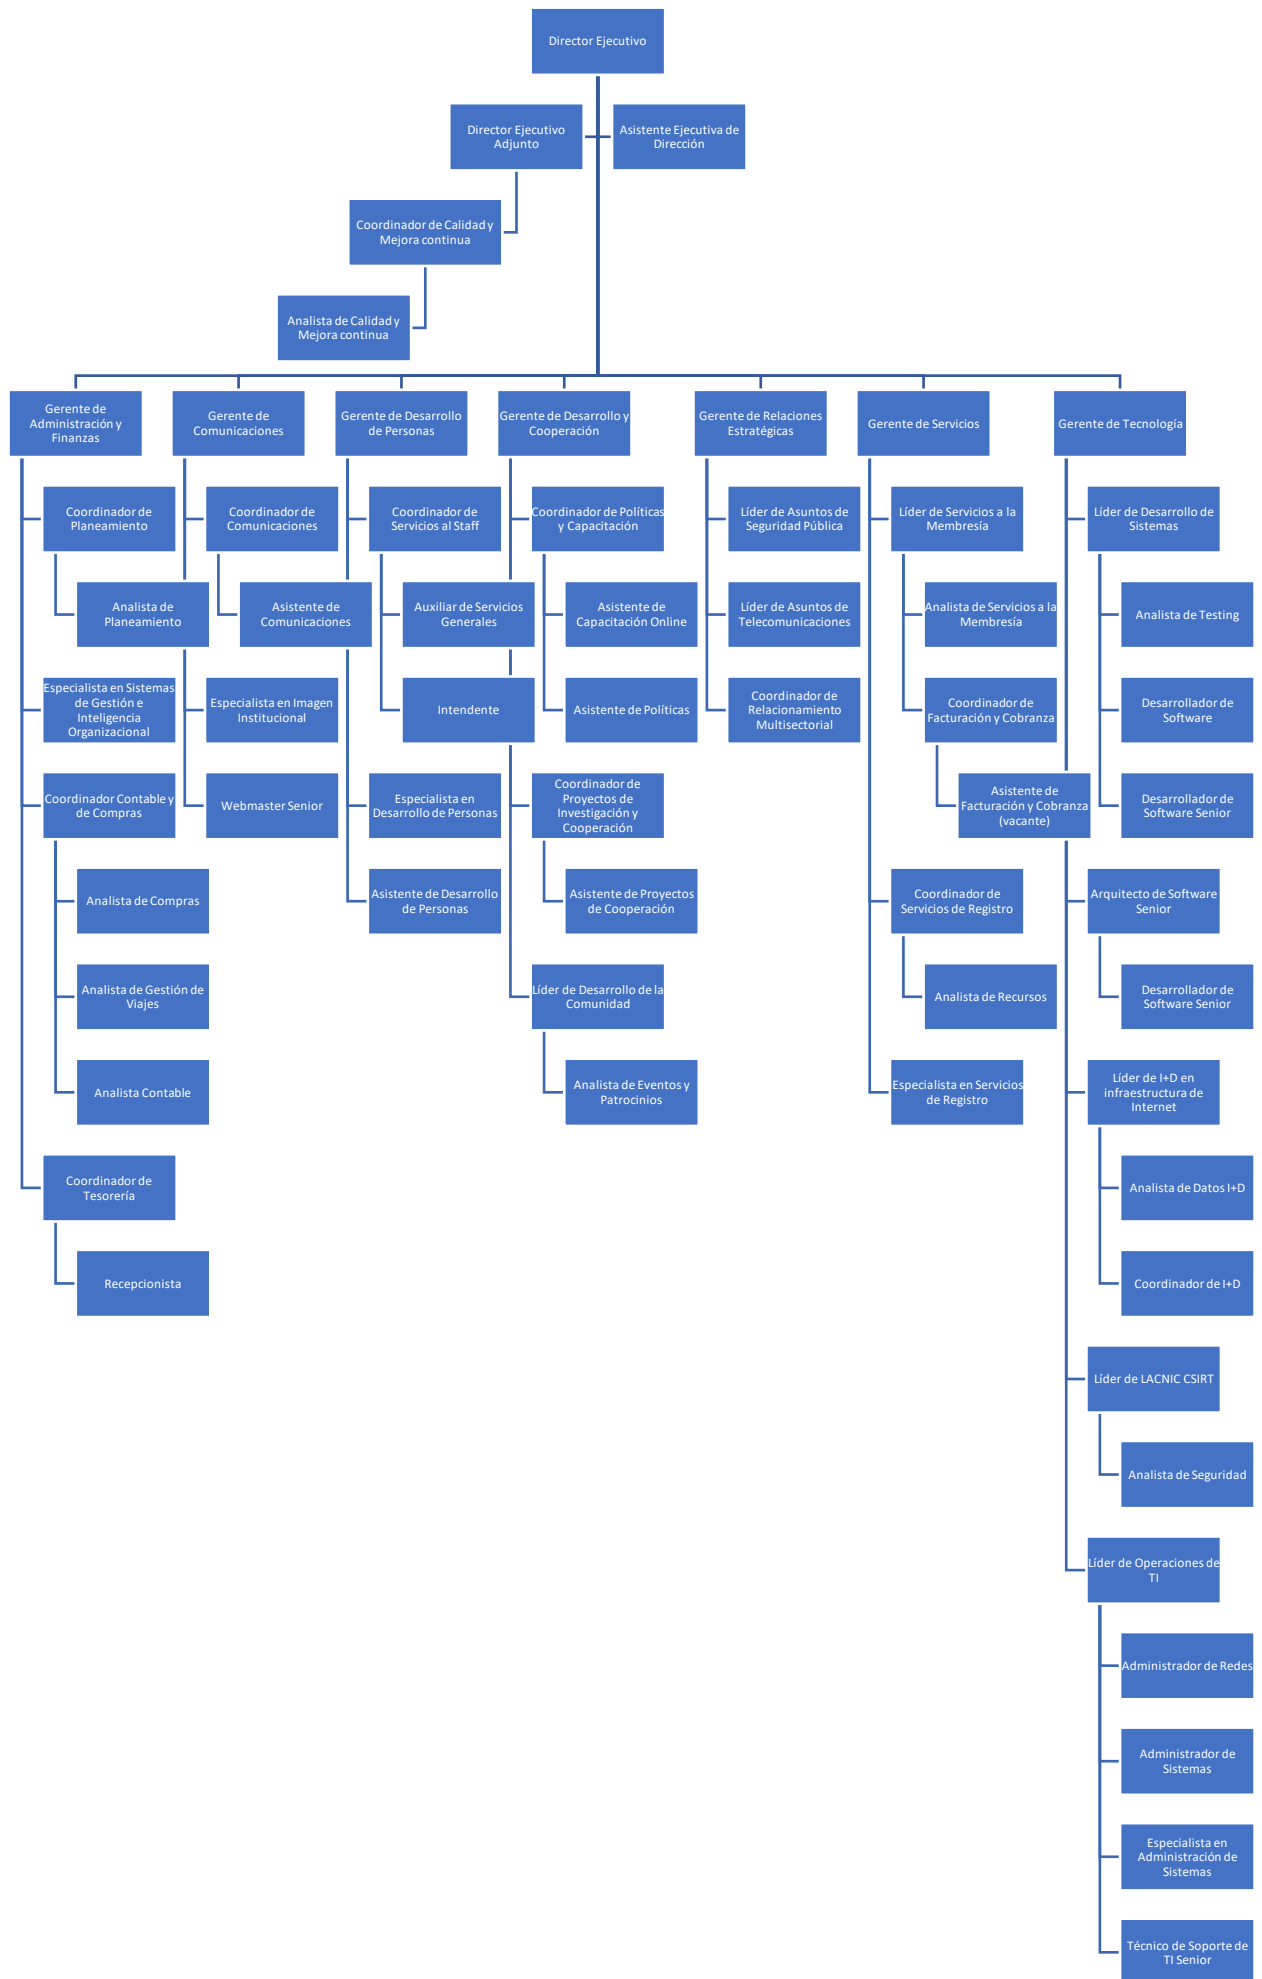 Director Ejecutivo
Director Ejecutivo
Adjunto
Asistente Ejecutiva de
Dirección
Coordinador de Calidad y
Mejora continua
Analista de Calidad y
Mejora continua
Gerente de
Administración y
Finanzas
Coordinador de
Planeamiento
Analista de
Planeamiento
Especialista en Sistemas
de Gestión e
Inteligencia
Organizacional
Coordinador Contable y
de Compras
Analista de Compras
Analista de Gestión de
Viajes
Analista Contable
Coordinador de
Tesorería
Recepcionista
Gerente de
Comunicaciones
Coordinador de
Comunicaciones
Asistente de
Comunicaciones
Especialista en Imagen
Institucional
Webmaster Senior
Gerente de Desarrollo
de Personas
Coordinador de
Servicios al Staff
Auxiliar de Servicios
Generales
Intendente
Especialista en
Desarrollo de Personas
Asistente de Desarrollo
de Personas
Gerente de Desarrollo y
Cooperación
Coordinador de Políticas
y Capacitación
Asistente de
Capacitación Online
Asistente de Políticas
Coordinador de
Proyectos de
Investigación y
Cooperación
Asistente de Proyectos
de Cooperación
Líder de Desarrollo de la
Comunidad
Analista de Eventos y
Patrocinios
Gerente de Relaciones
Estratégicas
Líder de Asuntos de
Seguridad Pública
Líder de Asuntos de
Telecomunicaciones
Coordinador de
Relacionamiento
Multisectorial
Gerente de Servicios
Líder de Servicios a la
Membresía
Analista de Servicios a la
Membresía
Coordinador de
Facturación y Cobranza
Asistente de
Facturación y Cobranza
(vacante)
Coordinador de
Servicios de Registro
Analista de Recursos
Especialista en Servicios
de Registro
Gerente de Tecnología
Líder de Desarrollo de
Sistemas
Analista de Testing
Desarrollador de
Software
Desarrollador de
Software Senior
Arquitecto de Software
Senior
Desarrollador de
Software Senior
Líder de I+D en
infraestructura de
Internet
Analista de Datos I+D
Coordinador de I+D
Líder de LACNIC CSIRT
Analista de Seguridad
Líder de Operaciones de
TI
Administrador de Redes
Administrador de
Sistemas
Especialista en
Administración de
Sistemas
Técnico de Soporte de
TI Senior